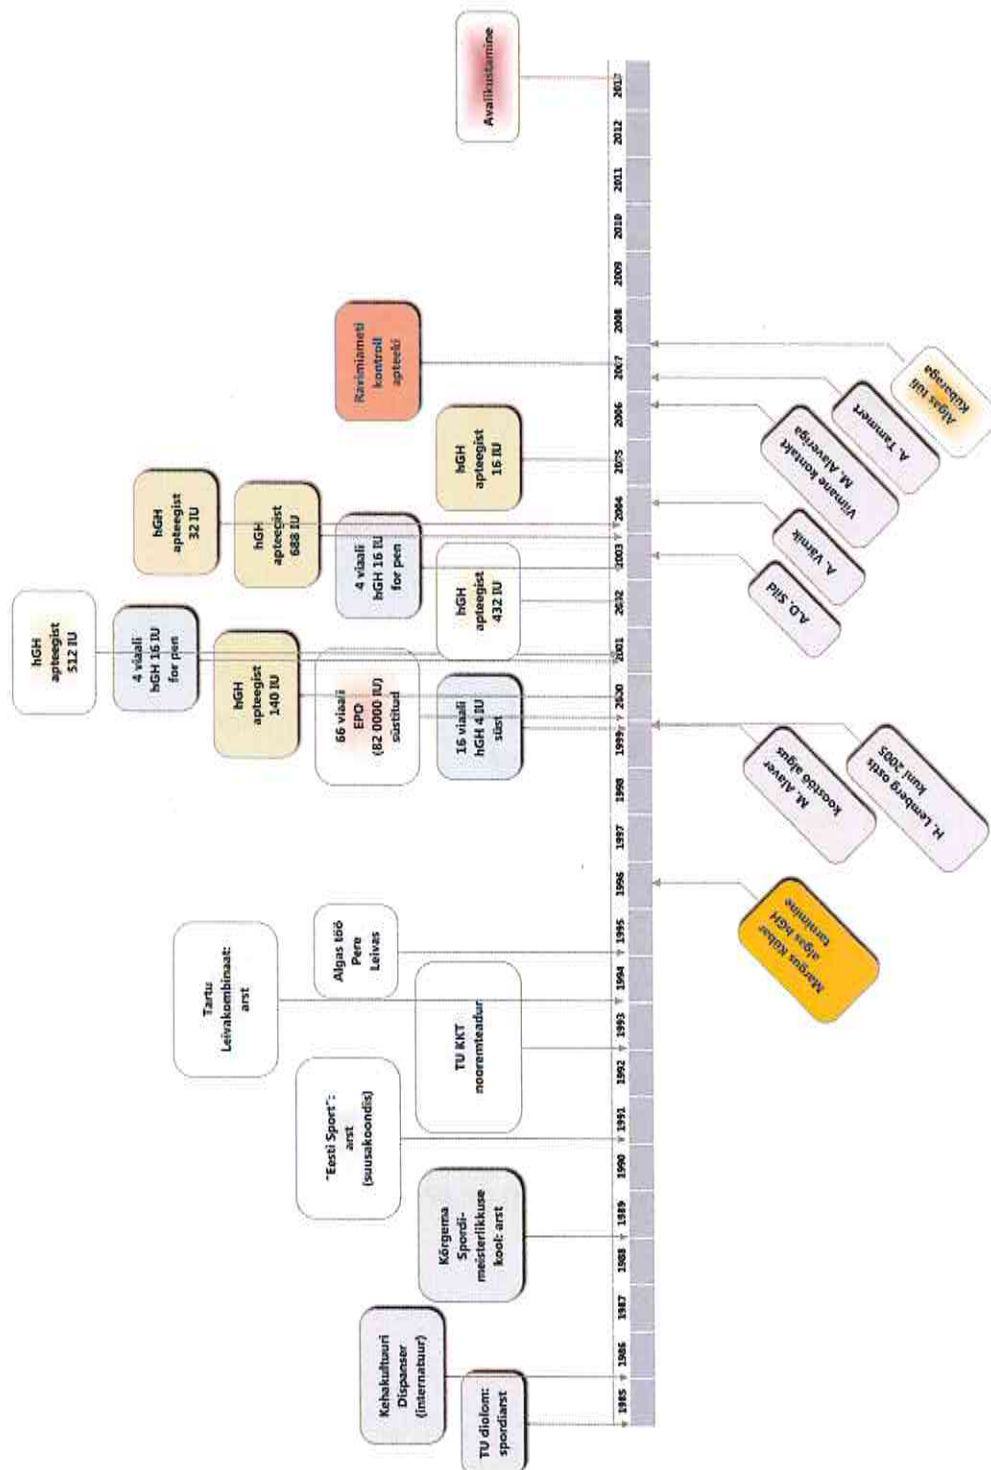 TU diolom:
spordiarst
Kehakultuuri
Dispanser
(internatuur)
Kõrgema
Spordi-
meisterlikkuse
kool: arst
"Eesti Sport":
arst
(suusakoondis)
TU KKT
nooremteadur
Tartu
Leivakombinaat:
arst
Algas töö
Pere
Leivas
16 viaali
hGH 4 IU
süst
66 viaali
EPO
(82 0000 IU)
süstitud
hGH
apteegist
140 IU
4 viaali
hGH 16 IU
for pen
hGH
apteegist
512 IU
hGH
apteegist
432 IU
4 viaali
hGH 16 IU
for pen
hGH
apteegist
688 IU
hGH
apteegist
32 IU
hGH
apteegist
16 IU
Ravimiameti
kontroll
apteeki
Avalikustamine
1985
1986
1987
1988
1989
1990
1991
1992
1993
1994
1995
1996
1997
1998
1999
2000
2001
2002
2003
2004
2005
2006
2007
2008
2009
2010
2011
2012
2013
Margus Kübar
algas hGH
tarnimine
M. Alaver
koostöö algus
H. Lemberg ostis
kuni 2005
A.D. Sild
A. Värnik
Viimane kontakt
M. Alaveriga
A. Tammert
Algas tüli
Kübaraga